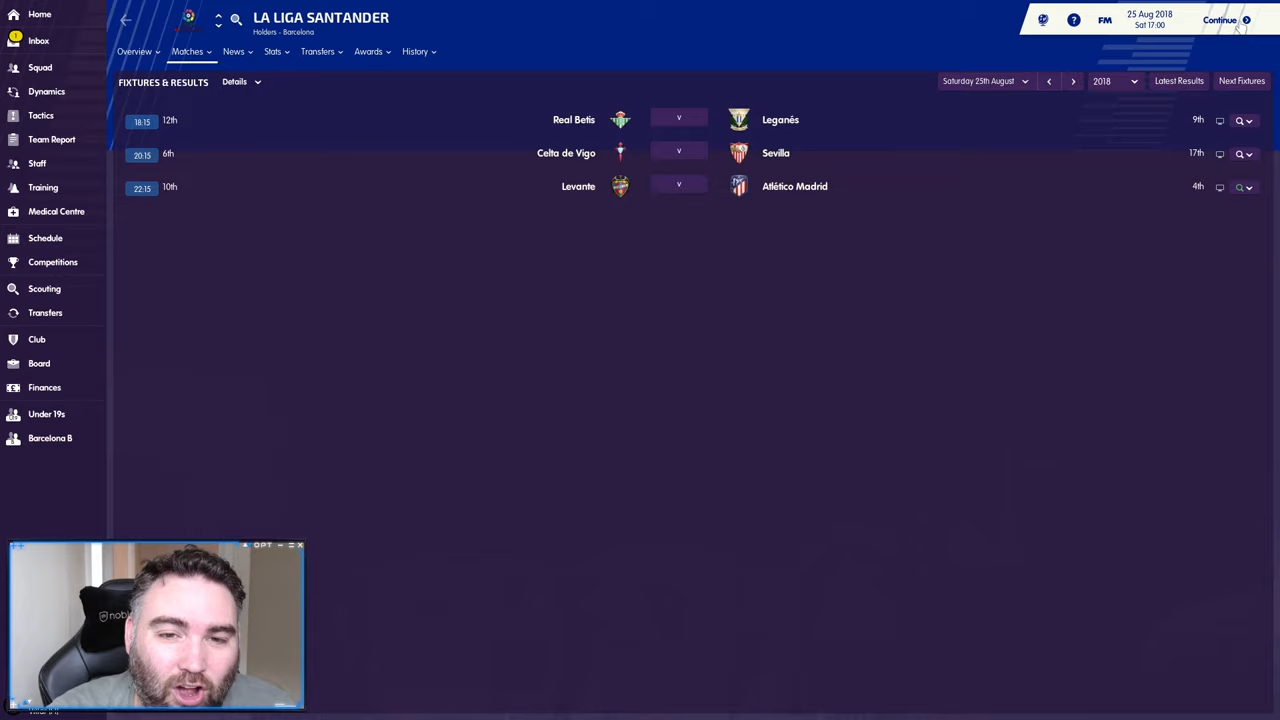 Home
Inbox
1
Squad
Dynamics
Tactics
Team Report
Staff
Training
Medical Centre
Schedule
Competitions
Scouting
Transfers
Club
Board
Finances
Under 19s
Barcelona B
LA LIGA SANTANDER
Holders - Barcelona
Overview Matches News Stats Transfers Awards History
FM
25 Aug 2018
Sat 17:00
Continue
FIXTURES & RESULTS Details
Saturday 25th August 2018 Latest Results Next Fixtures
18:15 12th Real Betis v Leganés 9th
20:15 6th Celta de Vigo v Sevilla 17th
22:15 10th Levante v Atlético Madrid 4th
OPT
noble